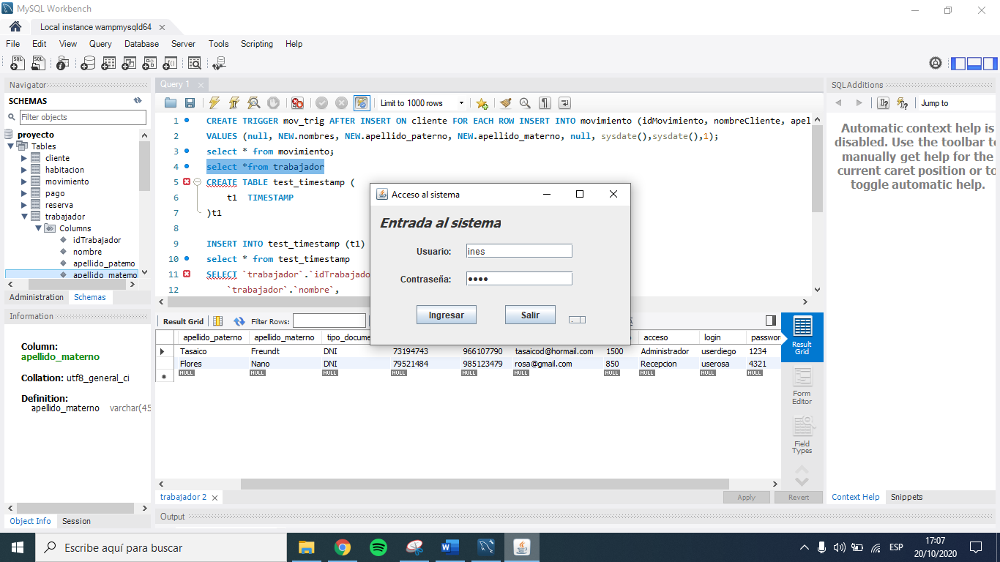 MySQL Workbench
Local instance wampmysqld64
File Edit View Query Database Server Tools Scripting Help
Navigator
SCHEMAS
Filter objects
proyecto
Tables
cliente
habitacion
movimiento
pago
reserva
trabajador
Columns
idTrabajador
nombre
apellido_paterno
apellido_materno
Administration Schemas
Information
Column:
apellido_materno
Collation: utf8_general_ci
Definition:
apellido_materno varchar(45
Object Info Session
Query 1
Limit to 1000 rows
1 CREATE TRIGGER mov_trig AFTER INSERT ON cliente FOR EACH ROW INSERT INTO movimiento (idMovimiento, nombreCliente, apel
2 VALUES (null, NEW.nombres, NEW.apellido_paterno, NEW.apellido_materno, null, sysdate(),sysdate(),1);
3 select * from movimiento;
4 select *from trabajador
5 CREATE TABLE test_timestamp (
6 t1 TIMESTAMP
7 )t1
8
9 INSERT INTO test_timestamp (t1)
10 select * from test_timestamp
11 SELECT `trabajador`.`idTrabajado
12 `trabajador`.`nombre`,
Acceso al sistema
Entrada al sistema
Usuario: ines
Contraseña: ••••
Ingresar Salir
Result Grid Filter Rows:
apellido_paterno apellido_materno tipo_docume acceso login passwor
Tasaico Freundt DNI 73194743 966107790 tasaicod@hormail.com 1500 Administrador userdiego 1234
Flores Nano DNI 79521484 985123479 rosa@gmail.com 850 Recepcion userosa 4321
NULL NULL NULL NULL NULL NULL NULL NULL NULL NULL
Result
Grid
Form
Editor
Field
Types
trabajador 2
Apply Revert
Output
SQLAdditions
Jump to
Automatic context help is
disabled. Use the toolbar to
manually get help for the
current caret position or to
toggle automatic help.
Context Help Snippets
Escribe aquí para buscar
ESP
17:07
20/10/2020